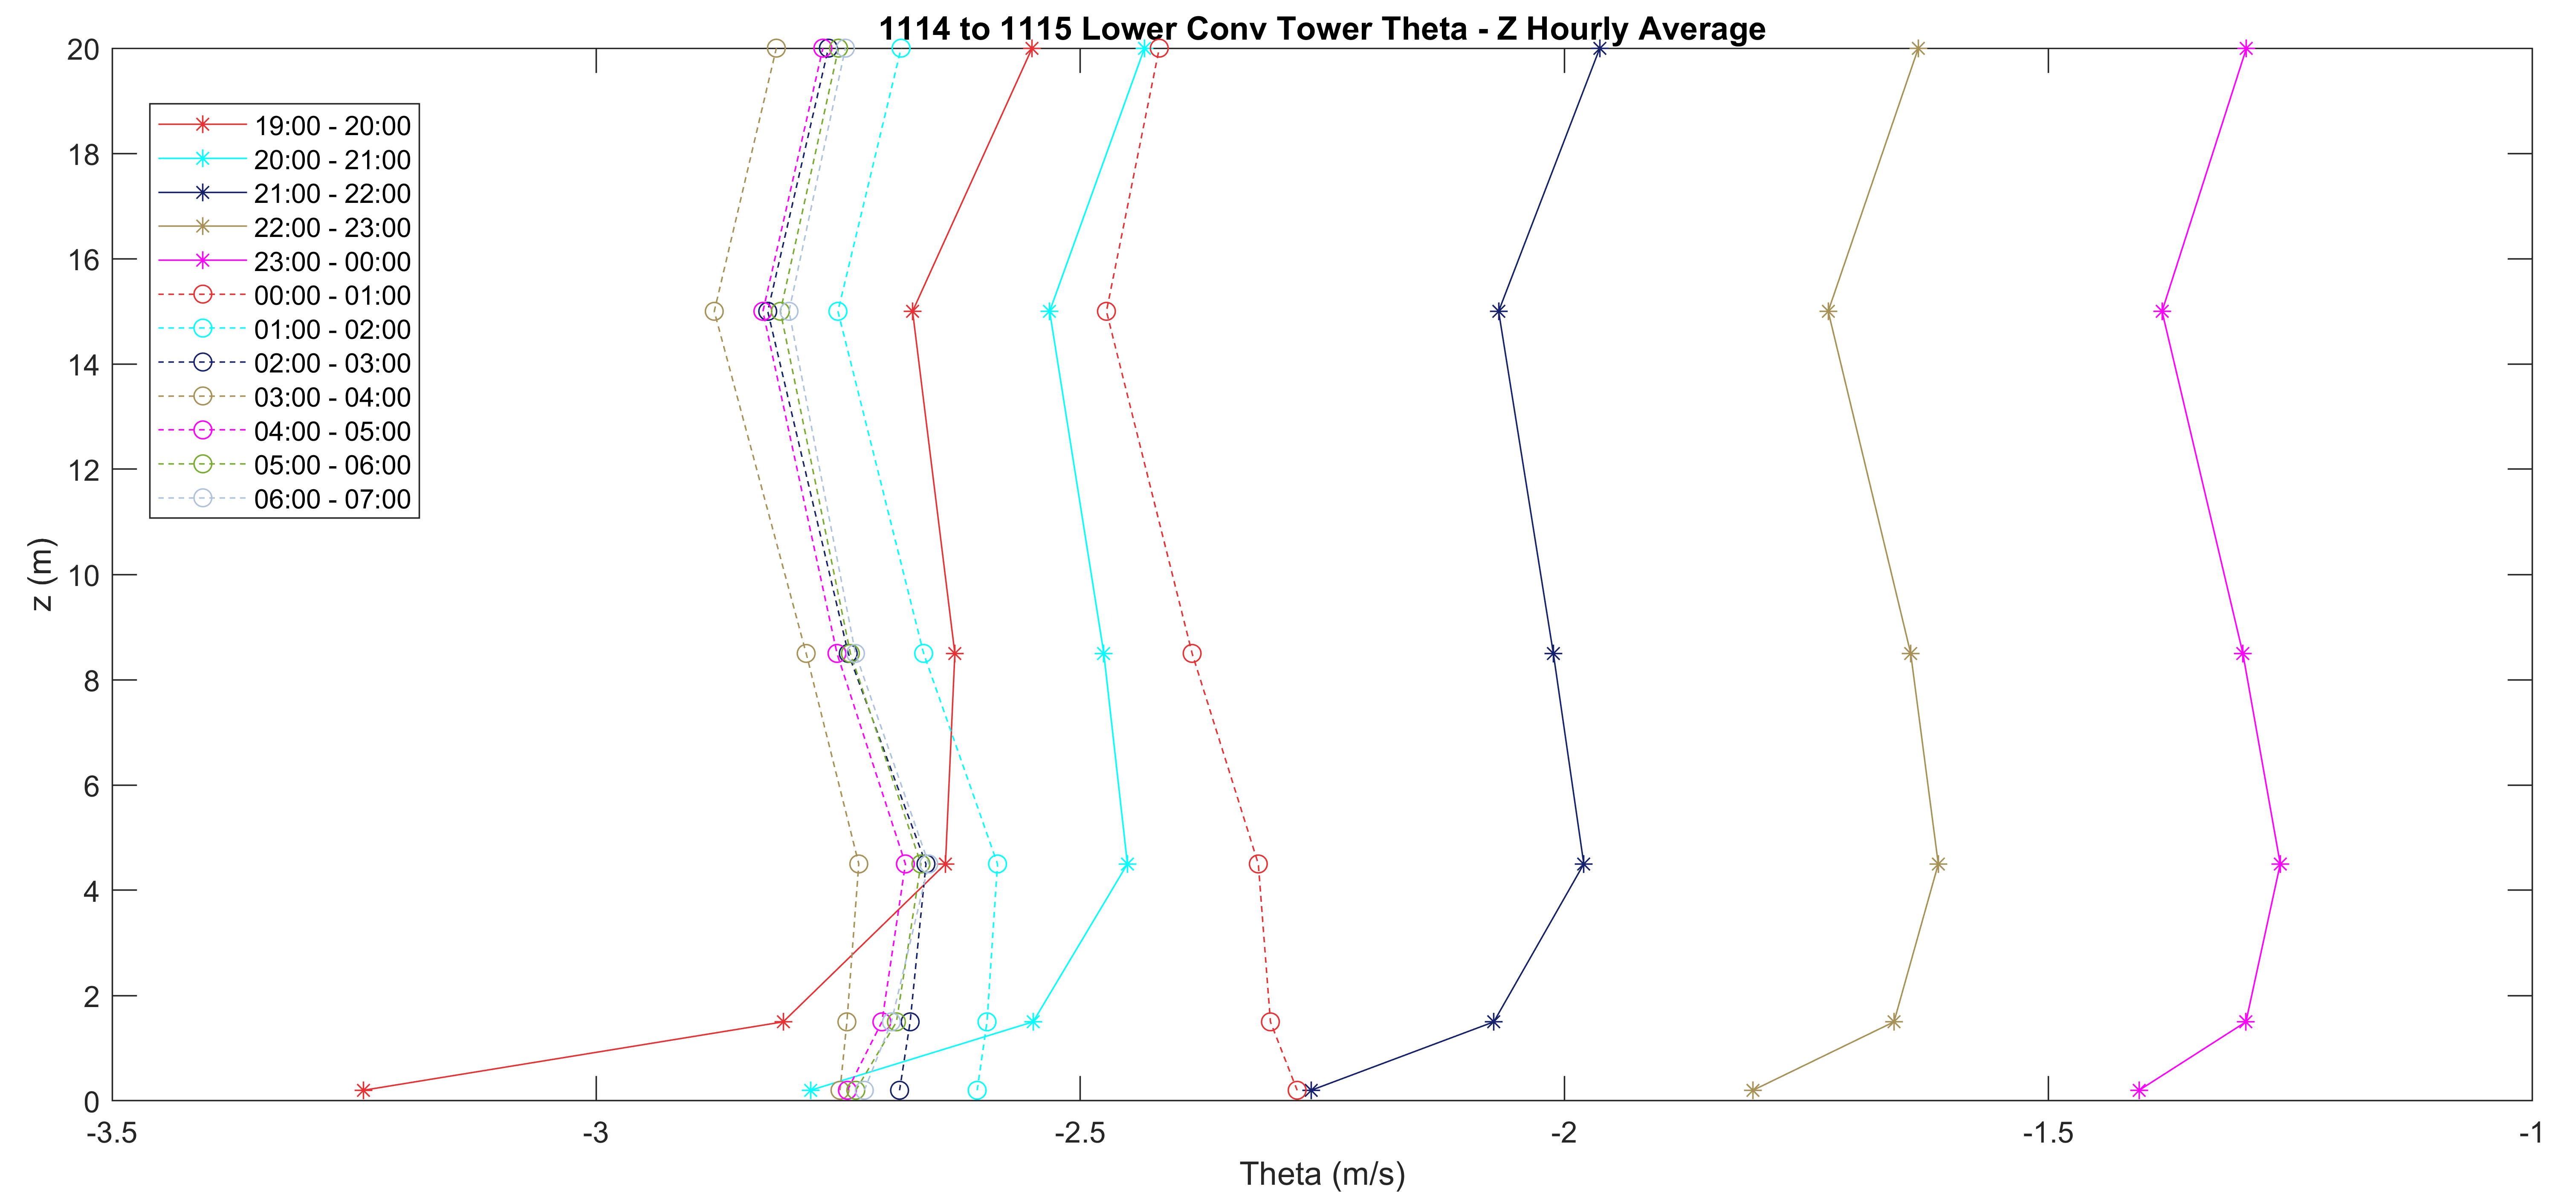 1114 to 1115 Lower Conv Tower Theta - Z Hourly Average
20
18
16
14
12
10
8
6
4
2
0
z (m)
19:00 - 20:00
20:00 - 21:00
21:00 - 22:00
22:00 - 23:00
23:00 - 00:00
00:00 - 01:00
01:00 - 02:00
02:00 - 03:00
03:00 - 04:00
04:00 - 05:00
05:00 - 06:00
06:00 - 07:00
-3.5 -3 -2.5 -2 -1.5 -1
Theta (m/s)